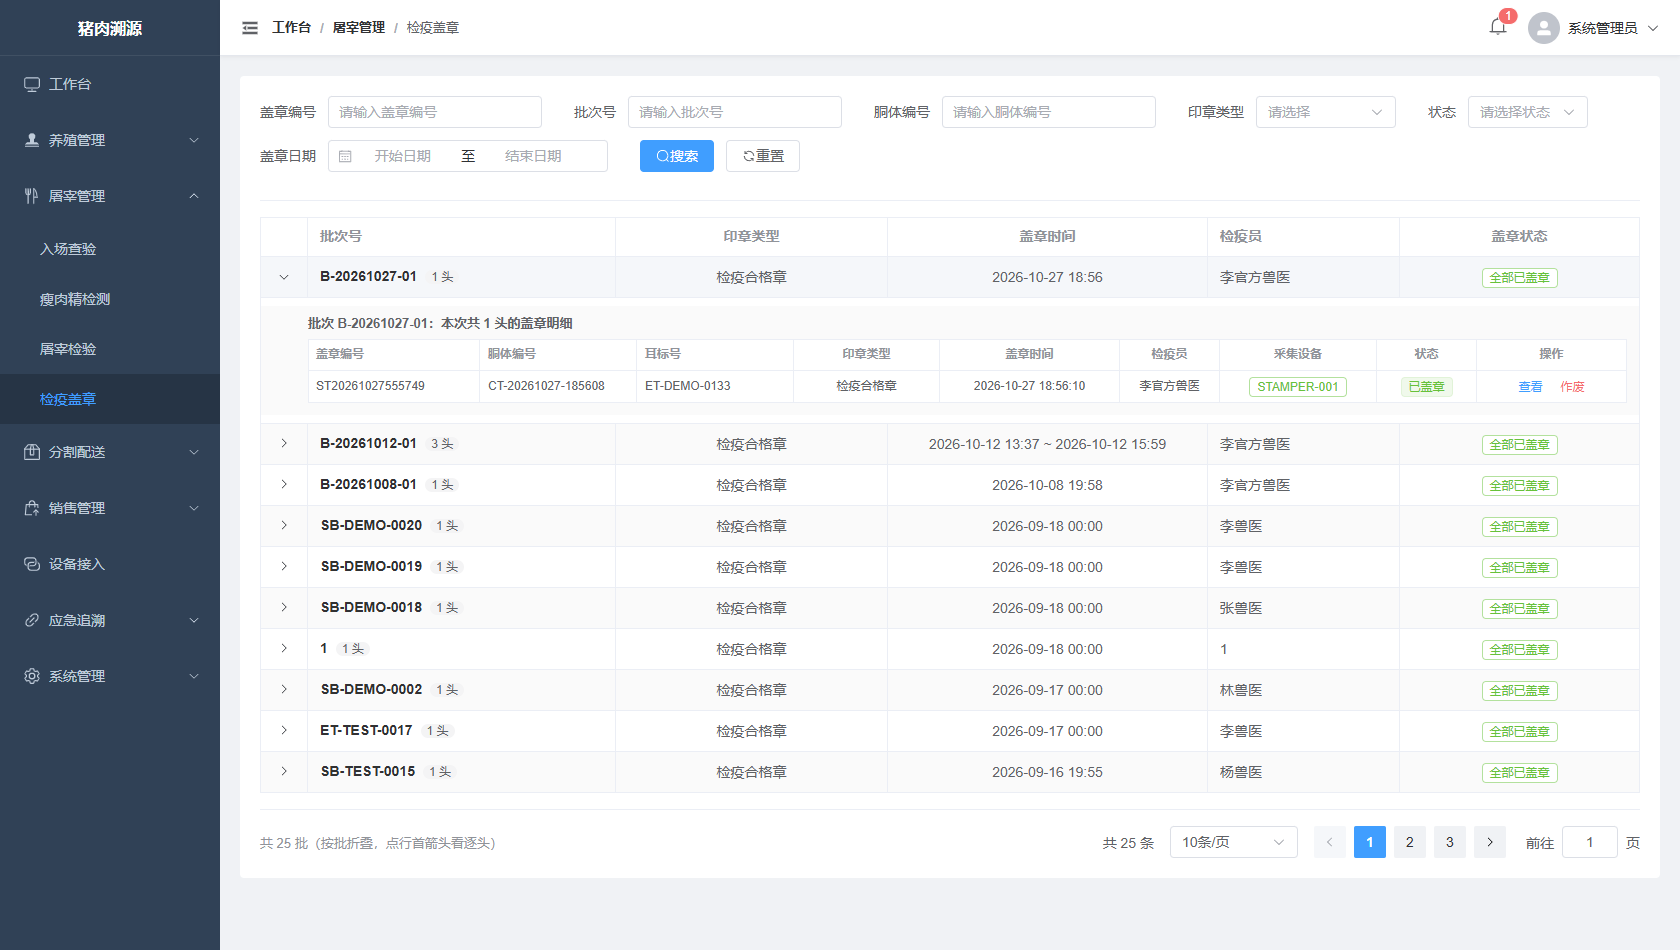 猪肉溯源
工作台
养殖管理
屠宰管理
入场查验
瘦肉精检测
屠宰检验
检疫盖章
分割配送
销售管理
设备接入
应急追溯
系统管理
工作台 / 屠宰管理 / 检疫盖章
1
系统管理员
盖章编号 请输入盖章编号 批次号 请输入批次号 胴体编号 请输入胴体编号 印章类型 请选择 状态 请选择状态
盖章日期 开始日期 至 结束日期 搜索 重置
批次号 印章类型 盖章时间 检疫员 盖章状态
B-20261027-01 1 头 检疫合格章 2026-10-27 18:56 李官方兽医 全部已盖章
批次 B-20261027-01：本次共 1 头的盖章明细
盖章编号 胴体编号 耳标号 印章类型 盖章时间 检疫员 采集设备 状态 操作
ST20261027555749 CT-20261027-185608 ET-DEMO-0133 检疫合格章 2026-10-27 18:56:10 李官方兽医 STAMPER-001 已盖章 查看 作废
B-20261012-01 3 头 检疫合格章 2026-10-12 13:37 ~ 2026-10-12 15:59 李官方兽医 全部已盖章
B-20261008-01 1 头 检疫合格章 2026-10-08 19:58 李官方兽医 全部已盖章
SB-DEMO-0020 1 头 检疫合格章 2026-09-18 00:00 李兽医 全部已盖章
SB-DEMO-0019 1 头 检疫合格章 2026-09-18 00:00 李兽医 全部已盖章
SB-DEMO-0018 1 头 检疫合格章 2026-09-18 00:00 张兽医 全部已盖章
1 1 头 检疫合格章 2026-09-18 00:00 1 全部已盖章
SB-DEMO-0002 1 头 检疫合格章 2026-09-17 00:00 林兽医 全部已盖章
ET-TEST-0017 1 头 检疫合格章 2026-09-17 00:00 李兽医 全部已盖章
SB-TEST-0015 1 头 检疫合格章 2026-09-16 19:55 杨兽医 全部已盖章
共 25 批（按批折叠，点行首箭头看逐头） 共 25 条 10条/页 1 2 3 前往 1 页